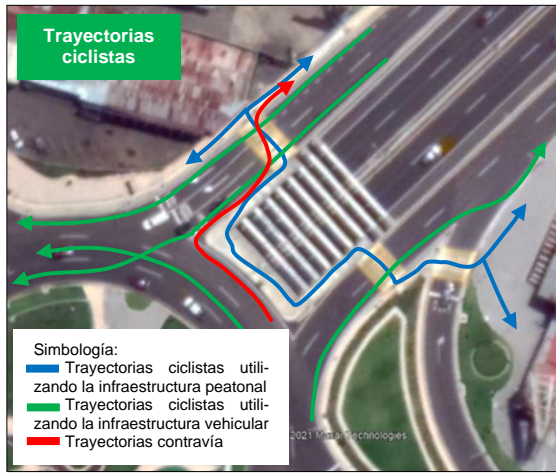 Trayectorias
ciclistas
Simbología:
Trayectorias ciclistas utili-
zando la infraestructura peatonal
Trayectorias ciclistas utili-
zando la infraestructura vehicular
Trayectorias contravía
2021 Maxar Technologies